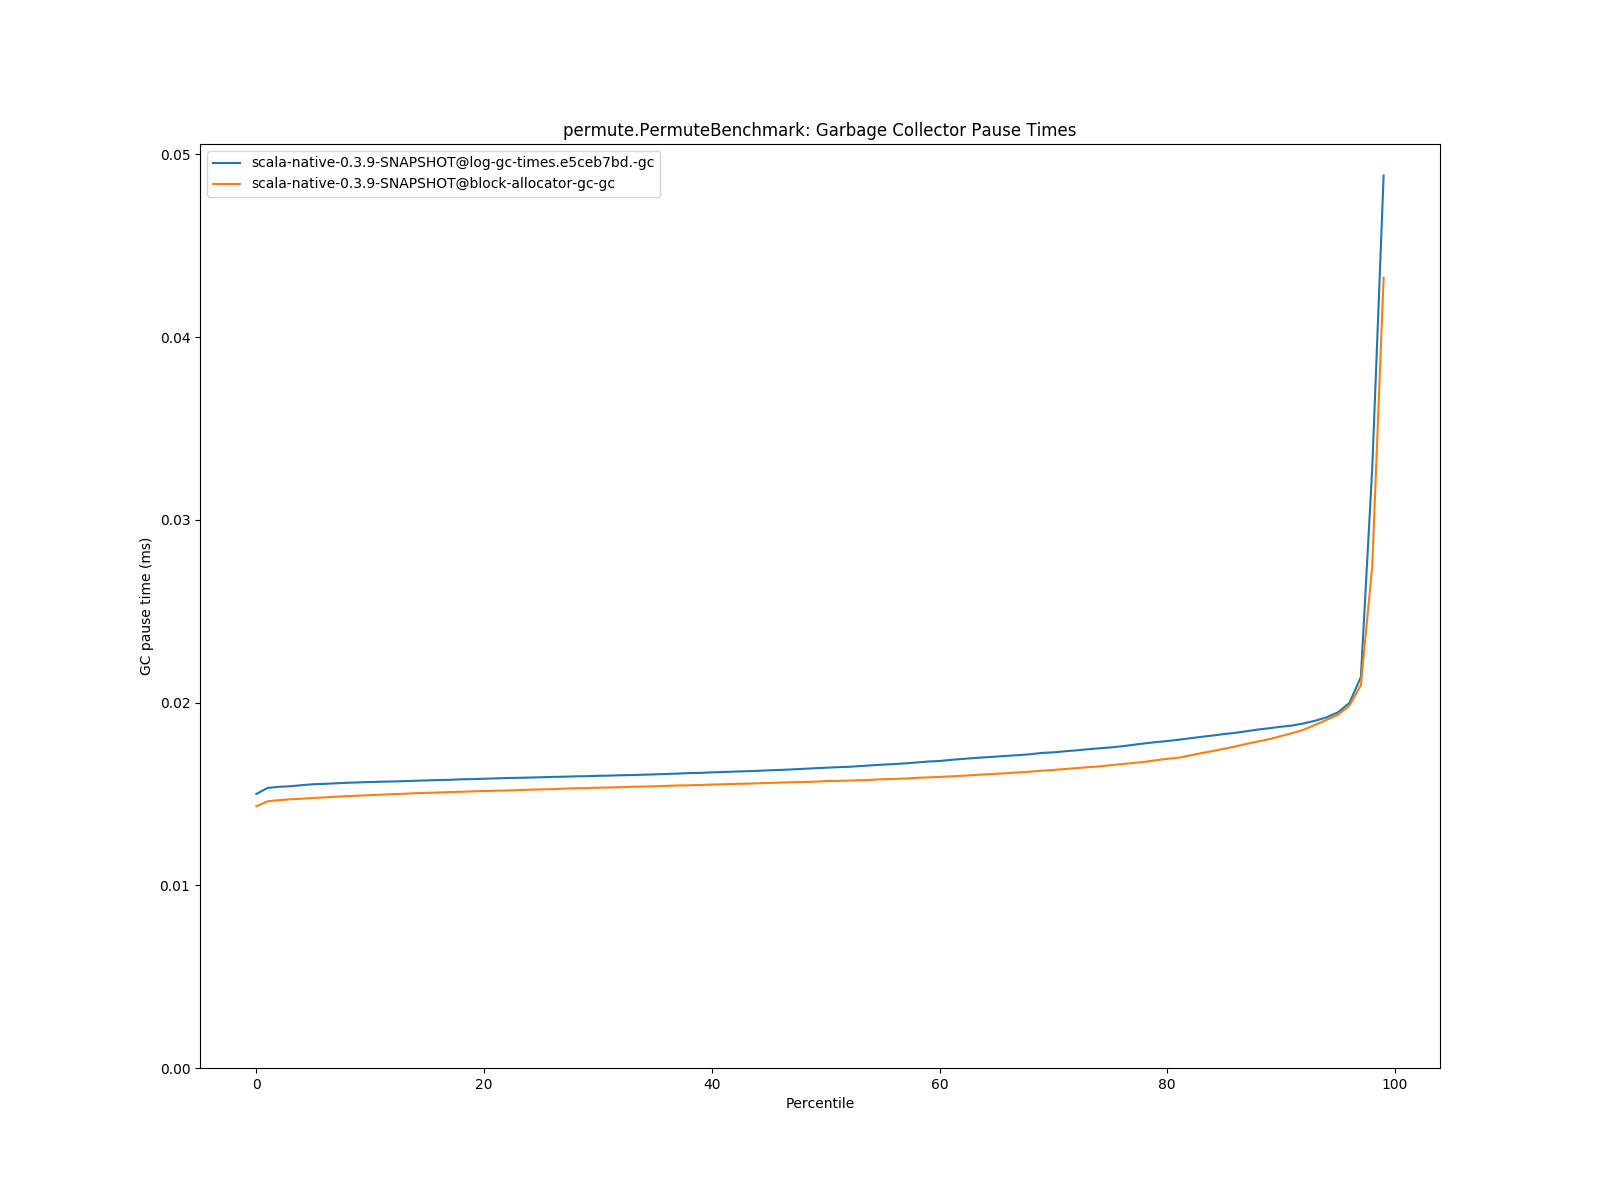 permute.PermuteBenchmark: Garbage Collector Pause Times
scala-native-0.3.9-SNAPSHOT@log-gc-times.e5ceb7bd.-gc
scala-native-0.3.9-SNAPSHOT@block-allocator-gc-gc
GC pause time (ms)
0.05
0.04
0.03
0.02
0.01
0.00
0 20 40 60 80 100
Percentile